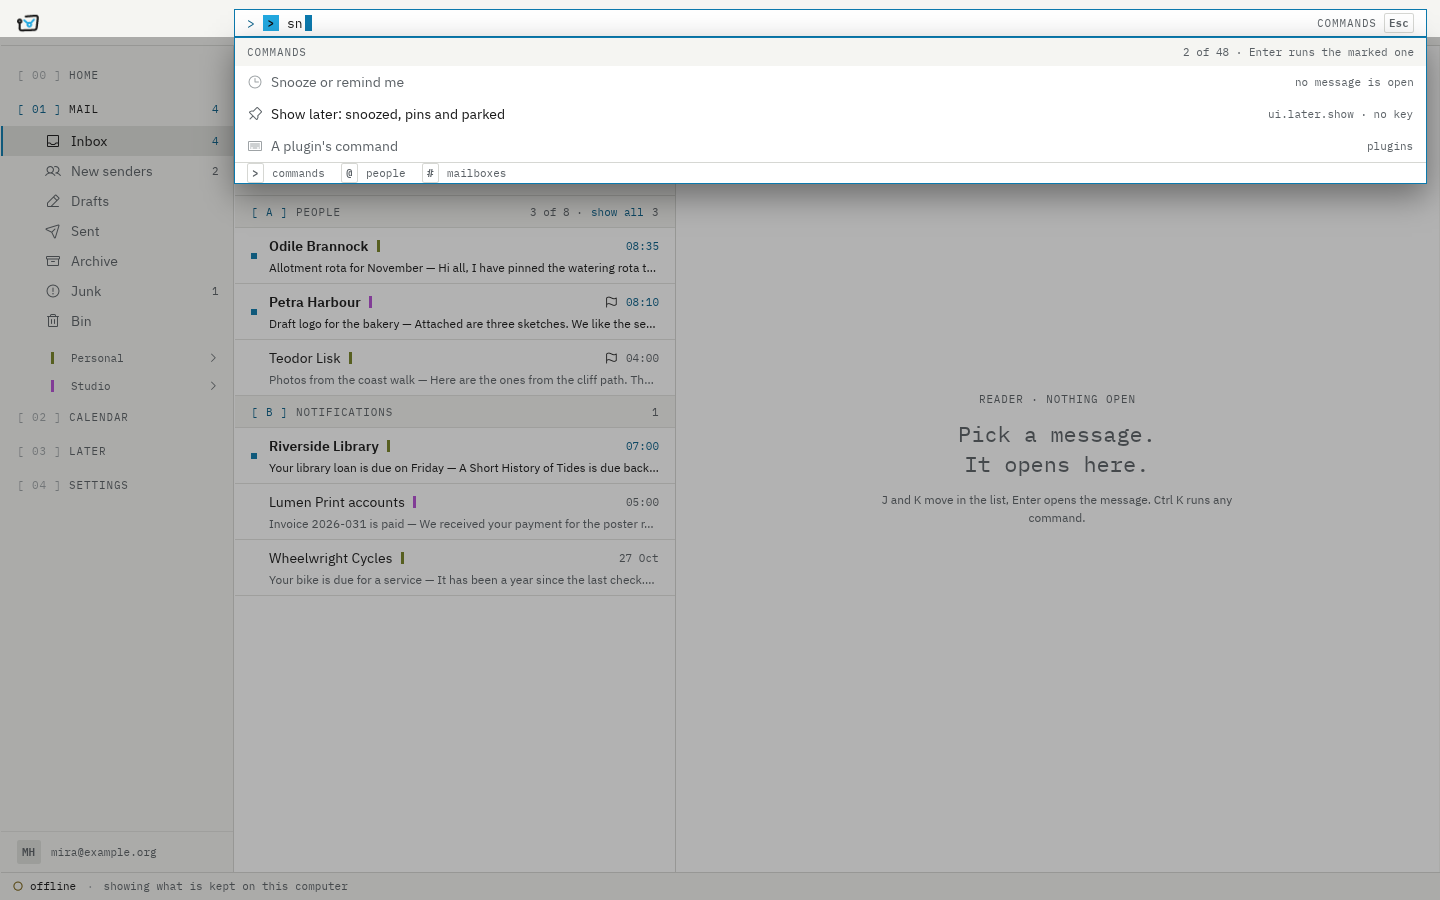 > > sn COMMANDS Esc
COMMANDS 2 of 48 · Enter runs the marked one
Snooze or remind me no message is open
Show later: snoozed, pins and parked ui.later.show · no key
A plugin's command plugins
> commands @ people # mailboxes
[ 00 ] HOME
[ 01 ] MAIL 4
Inbox 4
New senders 2
Drafts
Sent
Archive
Junk 1
Bin
Personal
Studio
[ 02 ] CALENDAR
[ 03 ] LATER
[ 04 ] SETTINGS
MH mira@example.org
[ A ] PEOPLE 3 of 8 · show all 3
Odile Brannock 08:35
Allotment rota for November — Hi all, I have pinned the watering rota t…
Petra Harbour 08:10
Draft logo for the bakery — Attached are three sketches. We like the se…
Teodor Lisk 04:00
Photos from the coast walk — Here are the ones from the cliff path. Th…
[ B ] NOTIFICATIONS 1
Riverside Library 07:00
Your library loan is due on Friday — A Short History of Tides is due back…
Lumen Print accounts 05:00
Invoice 2026-031 is paid — We received your payment for the poster r…
Wheelwright Cycles 27 Oct
Your bike is due for a service — It has been a year since the last check.…
READER · NOTHING OPEN
Pick a message.
It opens here.
J and K move in the list, Enter opens the message. Ctrl K runs any
command.
offline · showing what is kept on this computer